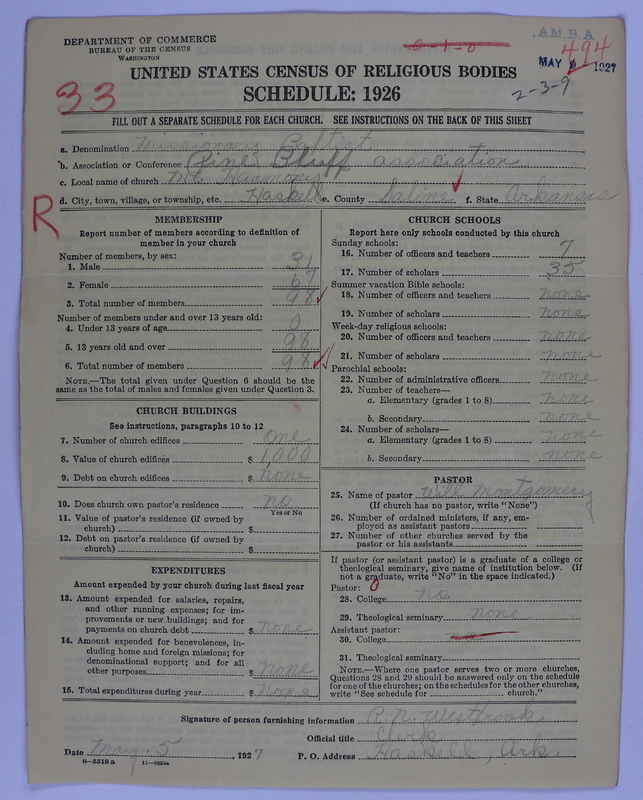 DEPARTMENT OF COMMERCE
BUREAU OF THE CENSUS
WASHINGTON
0-1-0
AMBA
494
MAY 9 1927
2-3-9
33
UNITED STATES CENSUS OF RELIGIOUS BODIES
SCHEDULE: 1926
FILL OUT A SEPARATE SCHEDULE FOR EACH CHURCH. SEE INSTRUCTIONS ON THE BACK OF THIS SHEET
a. Denomination Missionary Baptist
b. Association or Conference Pine Bluff association
c. Local name of church Mt. Harmony
d. City, town, village, or township, etc. Haskell e. County Saline f. State Arkansas
R
MEMBERSHIP
Report number of members according to definition of
member in your church
Number of members, by sex:
1. Male 31
2. Female 67
3. Total number of members 98
Number of members under and over 13 years old:
4. Under 13 years of age 0
5. 13 years old and over 98
6. Total number of members 98
NOTE.—The total given under Question 6 should be the
same as the total of males and females given under Question 3.
CHURCH BUILDINGS
See instructions, paragraphs 10 to 12
7. Number of church edifices one
8. Value of church edifices $ 1,000
9. Debt on church edifices $ none
10. Does church own pastor's residence no
Yes or No
11. Value of pastor's residence (if owned by
church) $
12. Debt on pastor's residence (if owned by
church) $
EXPENDITURES
Amount expended by your church during last fiscal year
13. Amount expended for salaries, repairs,
and other running expenses; for im-
provements or new buildings; and for
payments on church debt $ none
14. Amount expended for benevolences, in-
cluding home and foreign missions; for
denominational support; and for all
other purposes $ none
15. Total expenditures during year $ none
CHURCH SCHOOLS
Report here only schools conducted by this church
Sunday schools:
16. Number of officers and teachers 7
17. Number of scholars 35
Summer vacation Bible schools:
18. Number of officers and teachers none
19. Number of scholars none
Week-day religious schools:
20. Number of officers and teachers none
21. Number of scholars none
Parochial schools:
22. Number of administrative officers none
23. Number of teachers—
a. Elementary (grades 1 to 8) none
b. Secondary none
24. Number of scholars—
a. Elementary (grades 1 to 8) none
b. Secondary none
PASTOR
25. Name of pastor Will Montgomery
(If church has no pastor, write "None")
26. Number of ordained ministers, if any, em-
ployed as assistant pastors
27. Number of other churches served by the
pastor or his assistants
If pastor (or assistant pastor) is a graduate of a college or
theological seminary, give name of institution below. (If
not a graduate, write "No" in the space indicated.)
Pastor: 0
28. College no
29. Theological seminary none
Assistant pastor:
30. College
31. Theological seminary
NOTE.—Where one pastor serves two or more churches,
Questions 28 and 29 should be answered only on the schedule
for one of the churches; on the schedules for the other churches,
write "See schedule for church."
Signature of person furnishing information R. N. Westbrook
Official title Clerk
Date May. 5, 1927 P. O. Address Haskell, Ark.
8-5518a